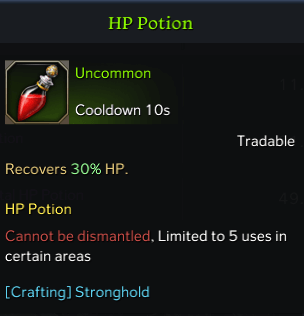 HP Potion
Uncommon
Cooldown 10s
Tradable
Recovers 30% HP.
HP Potion
Cannot be dismantled, Limited to 5 uses in
certain areas
[Crafting] Stronghold